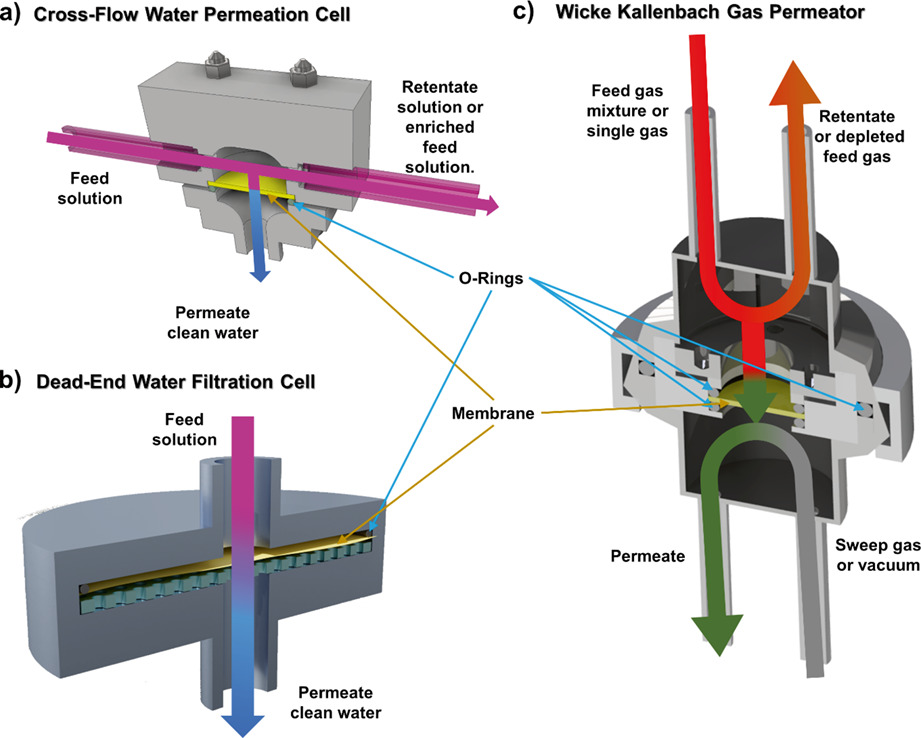 a) Cross-Flow Water Permeation Cell
Feed
solution
Retentate
solution or
enriched
feed
solution.
Permeate
clean water
O-Rings
Membrane
b) Dead-End Water Filtration Cell
Feed
solution
Permeate
clean water
c) Wicke Kallenbach Gas Permeator
Feed gas
mixture or
single gas
Retentate
or depleted
feed gas
Permeate
Sweep gas
or vacuum